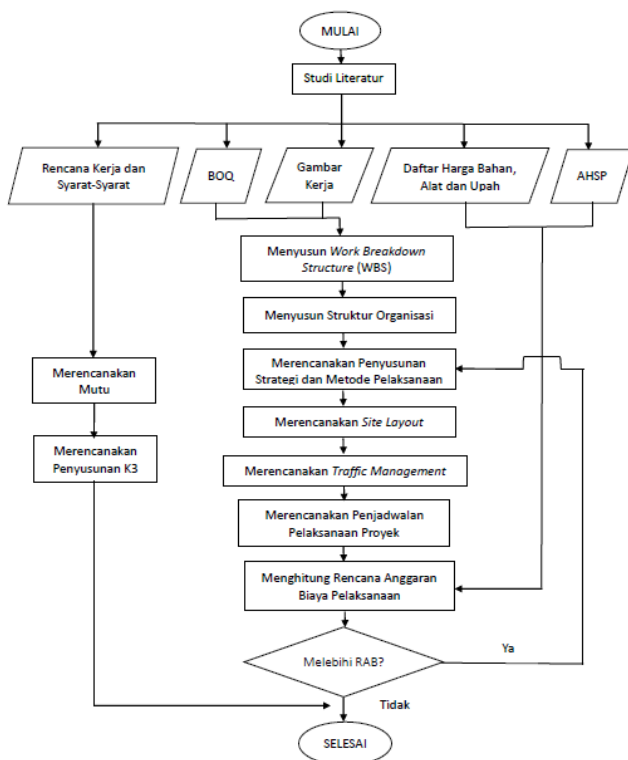 MULAI
Studi Literatur
Rencana Kerja dan
Syarat-Syarat
BOQ
Gambar
Kerja
Daftar Harga Bahan,
Alat dan Upah
AHSP
Menyusun Work Breakdown
Structure (WBS)
Menyusun Struktur Organisasi
Merencanakan Penyusunan
Strategi dan Metode Pelaksanaan
Merencanakan
Mutu
Merencanakan Site Layout
Merencanakan
Penyusunan K3
Merencanakan Traffic Management
Merencanakan Penjadwalan
Pelaksanaan Proyek
Menghitung Rencana Anggaran
Biaya Pelaksanaan
Melebihi RAB?
Ya
Tidak
SELESAI